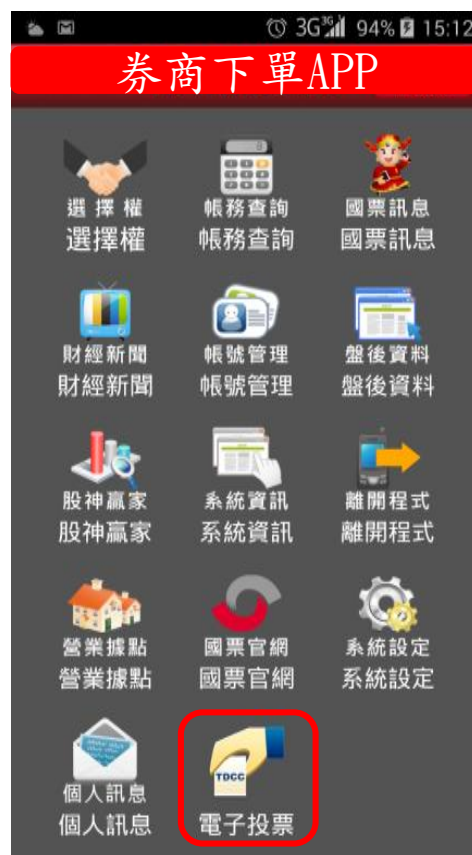 3G 3G 94% 15:12
券商下單APP
選擇權 帳務查詢 國票訊息
選擇權 帳務查詢 國票訊息
財經新聞 帳號管理 盤後資料
財經新聞 帳號管理 盤後資料
股神贏家 系統資訊 離開程式
股神贏家 系統資訊 離開程式
營業據點 國票官網 系統設定
營業據點 國票官網 系統設定
TDCC
個人訊息
個人訊息 電子投票